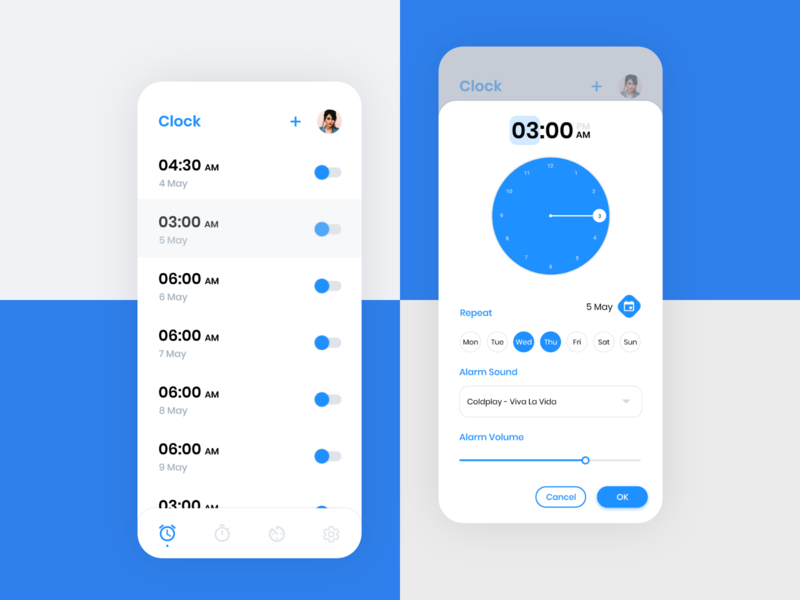 Clock +
04:30 AM
4 May
03:00 AM
5 May
06:00 AM
6 May
06:00 AM
7 May
06:00 AM
8 May
06:00 AM
9 May
03:00 AM
Clock +
03:00 PM
AM
12
11 1
10 2
9 3
8 4
7 5
6
5 May
Repeat
Mon Tue Wed Thu Fri Sat Sun
Alarm Sound
Coldplay - Viva La Vida
Alarm Volume
Cancel OK